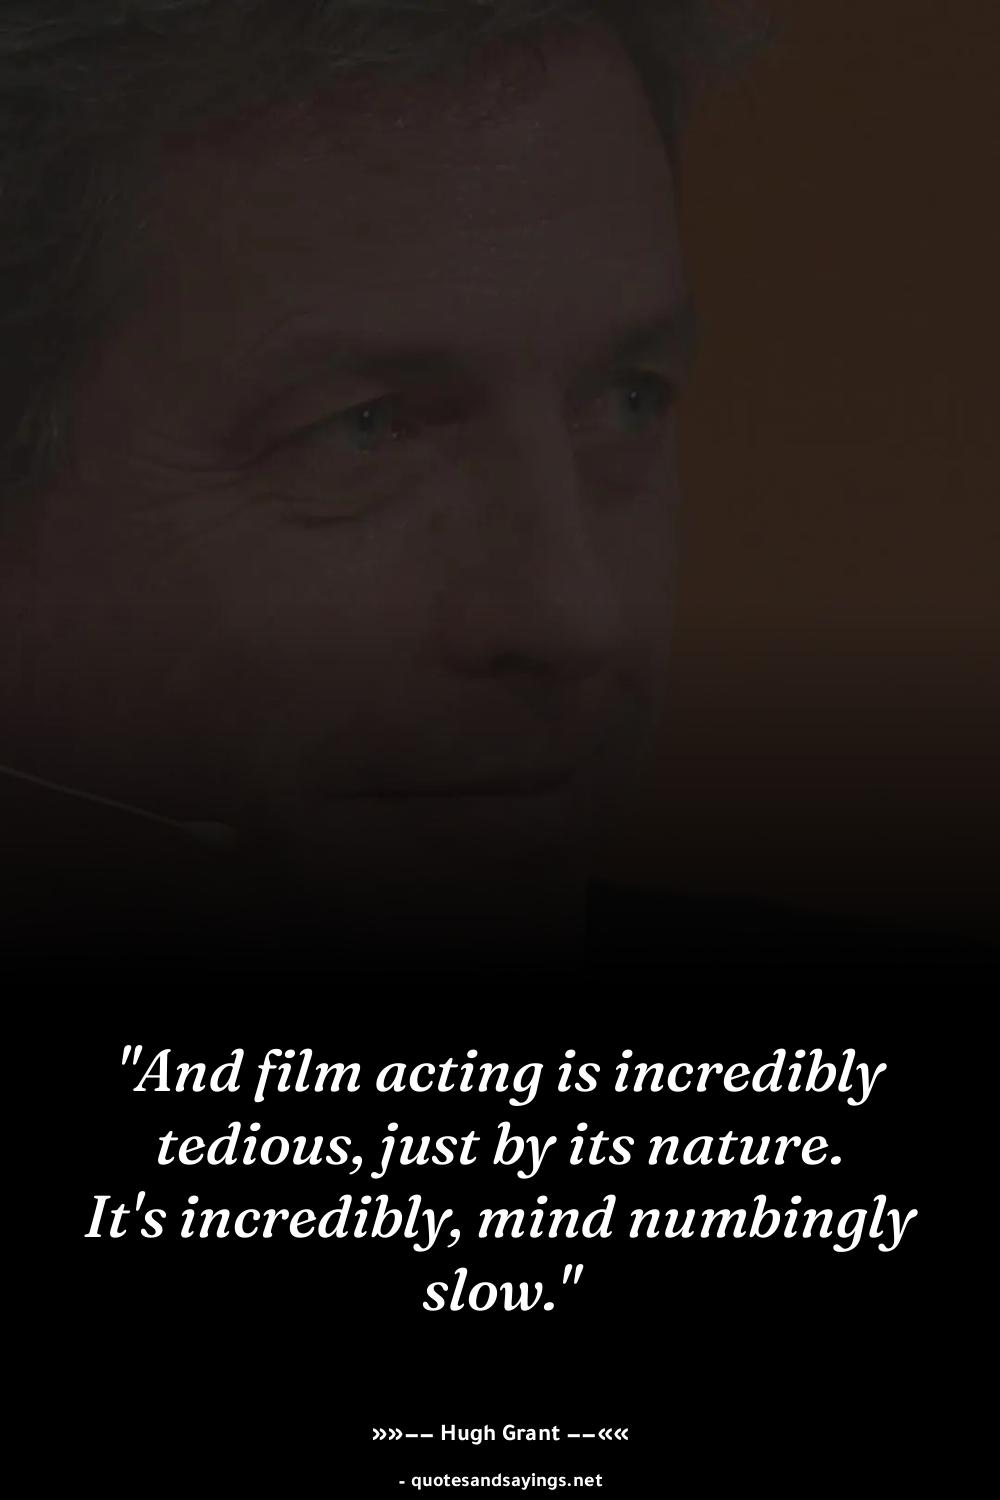 "And film acting is incredibly
tedious, just by its nature.
It's incredibly, mind numbingly
slow."
»»–– Hugh Grant ––««
- quotesandsayings.net